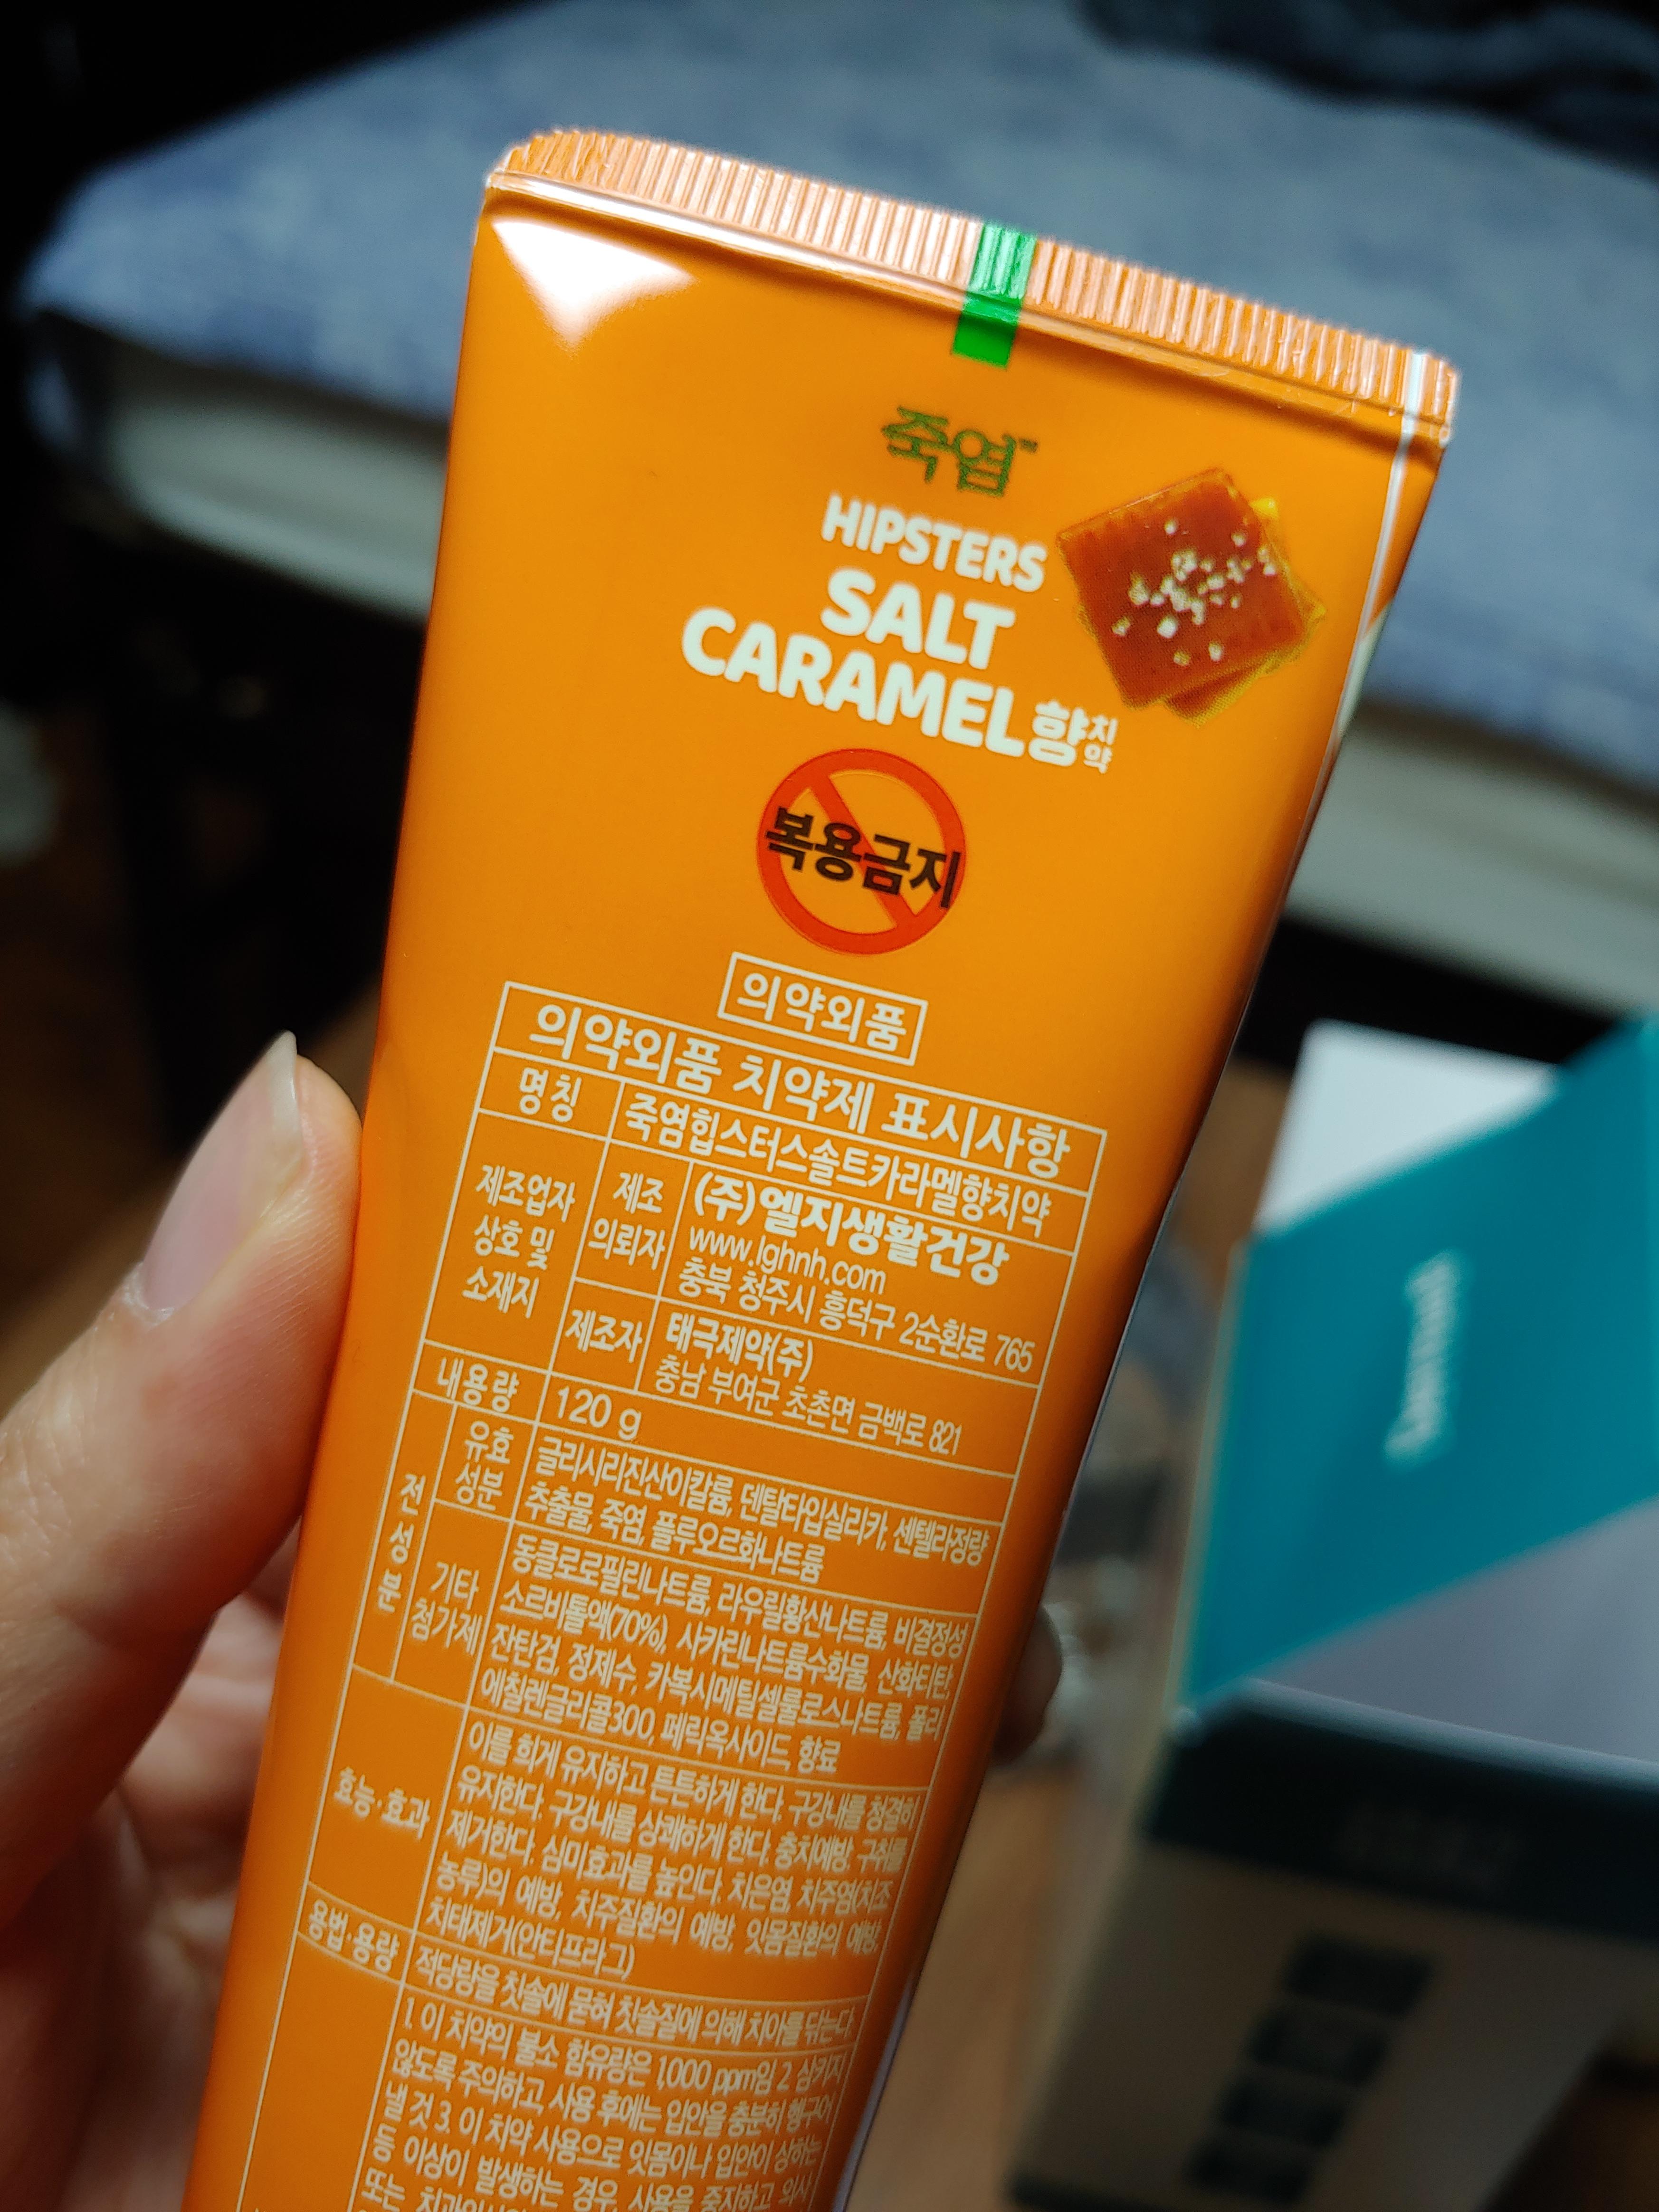 죽염™
HIPSTERS
SALT
CARAMEL향치약
복용금지
의약외품
의약외품 치약제 표시사항
명칭
죽염힙스터스솔트카라멜향치약
제조업자
상호 및
소재지
제조
의뢰자
(주)엘지생활건강
www.lghnh.com
충북 청주시 흥덕구 2순환로 765
제조자
태극제약(주)
충남 부여군 초촌면 금백로 821
내용량
120 g
전성분
유효
성분
글리시리진산이칼륨, 덴탈타입실리카, 센텔라정량
추출물, 죽염, 플루오르화나트륨
기타
첨가제
동클로로필린나트륨, 라우릴황산나트륨, 비결정성
소르비톨액(70%), 사카린나트륨수화물, 산화티탄,
잔탄검, 정제수, 카복시메틸셀룰로스나트륨, 폴리
에칠렌글리콜300, 페릭옥사이드, 향료
효능·효과
이를 희게 유지하고 튼튼하게 한다. 구강내를 청결히
유지한다. 구강내를 상쾌하게 한다. 충치예방. 구취를
제거한다. 심미효과를 높인다. 치은염, 치주염(치조
농루)의 예방, 치주질환의 예방, 잇몸질환의 예방,
치태제거(안티프라그)
용법·용량
적당량을 칫솔에 묻혀 칫솔질에 의해 치아를 닦는다.
1. 이 치약의 불소 함유량은 1,000 ppm임 2. 삼키지
않도록 주의하고, 사용 후에는 입안을 충분히 헹구어
낼 것 3. 이 치약 사용으로 잇몸이나 입안이 상하는
등 이상이 발생하는 경우, 사용을 중지하고 의사
또는